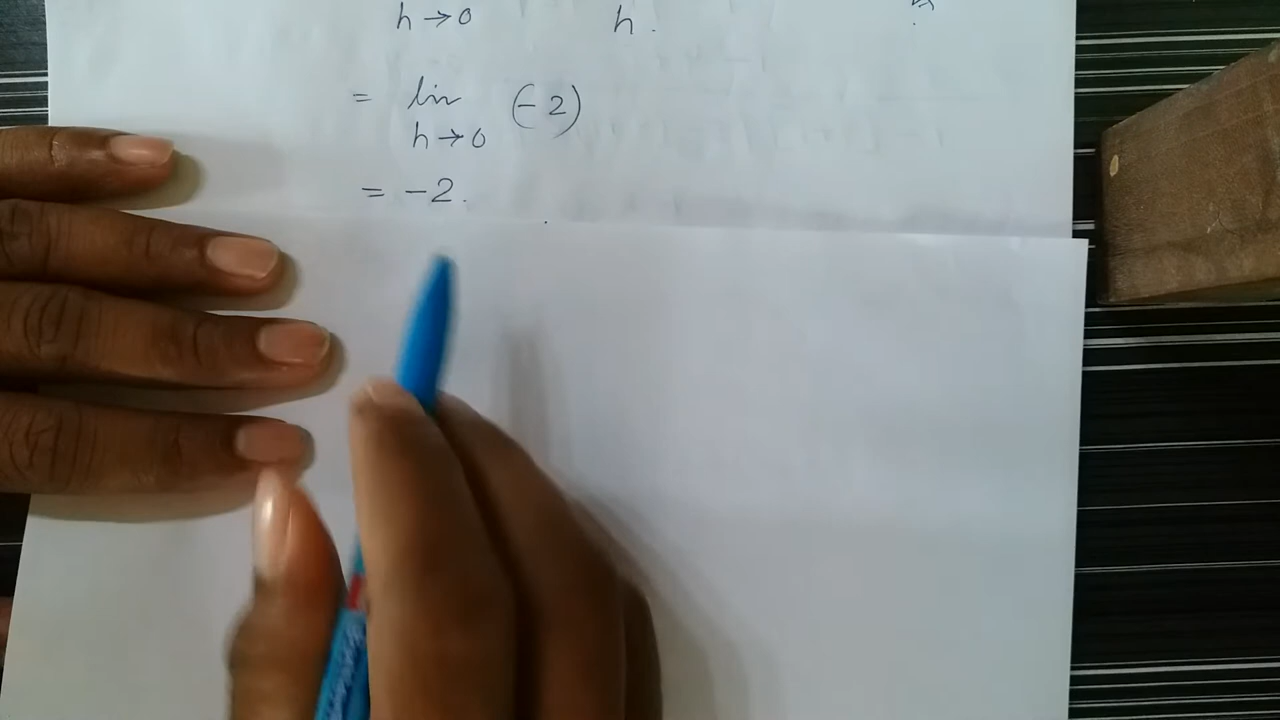 h → 0 h.
= lim (-2)
h → 0
= -2.